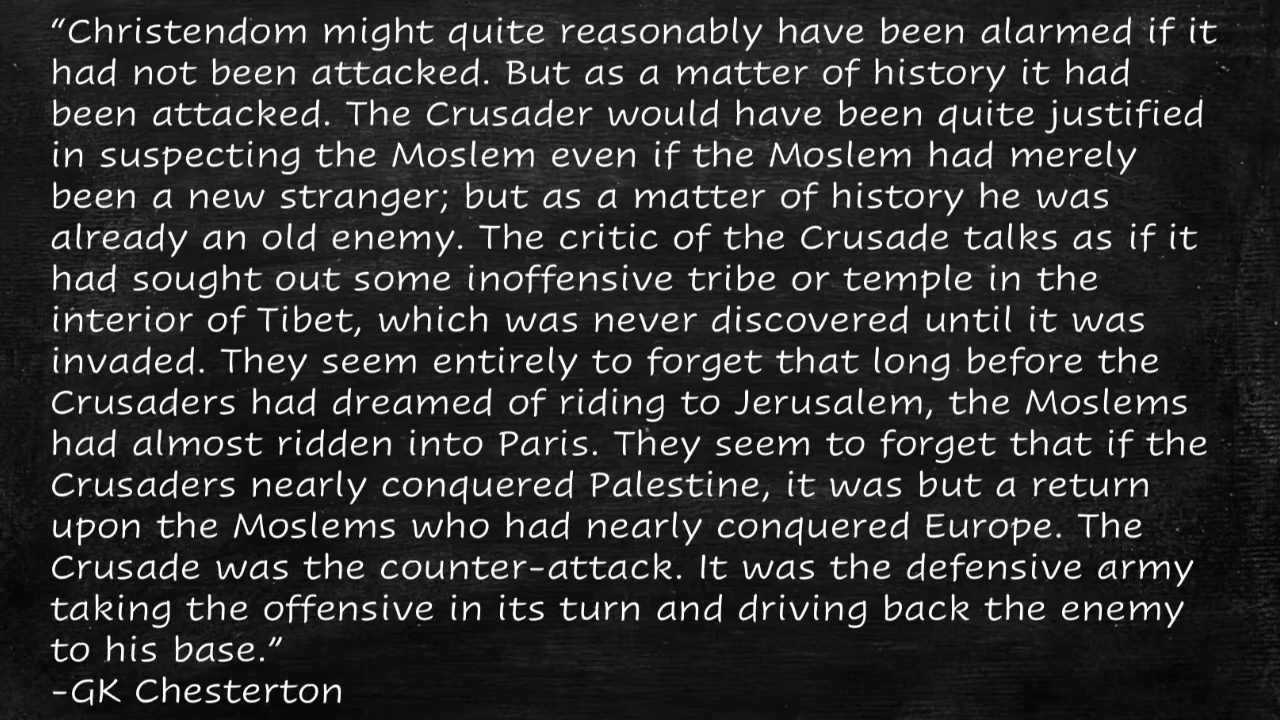 “Christendom might quite reasonably have been alarmed if it
had not been attacked. But as a matter of history it had
been attacked. The Crusader would have been quite justified
in suspecting the Moslem even if the Moslem had merely
been a new stranger; but as a matter of history he was
already an old enemy. The critic of the Crusade talks as if it
had sought out some inoffensive tribe or temple in the
interior of Tibet, which was never discovered until it was
invaded. They seem entirely to forget that long before the
Crusaders had dreamed of riding to Jerusalem, the Moslems
had almost ridden into Paris. They seem to forget that if the
Crusaders nearly conquered Palestine, it was but a return
upon the Moslems who had nearly conquered Europe. The
Crusade was the counter-attack. It was the defensive army
taking the offensive in its turn and driving back the enemy
to his base.”
-GK Chesterton